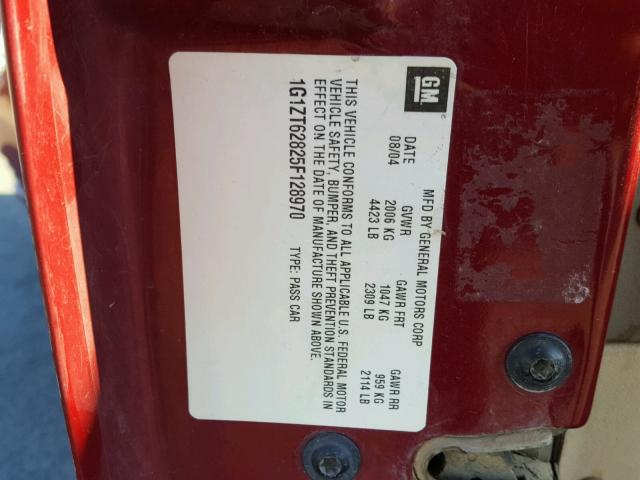 GM
©
MFD BY GENERAL MOTORS CORP
DATE GVWR GAWR FRT GAWR RR
08/04 2006 KG 1047 KG 959 KG
4423 LB 2309 LB 2114 LB
THIS VEHICLE CONFORMS TO ALL APPLICABLE U.S. FEDERAL MOTOR
VEHICLE SAFETY, BUMPER, AND THEFT PREVENTION STANDARDS IN
EFFECT ON THE DATE OF MANUFACTURE SHOWN ABOVE.
1G1ZT62825F128970 TYPE: PASS CAR